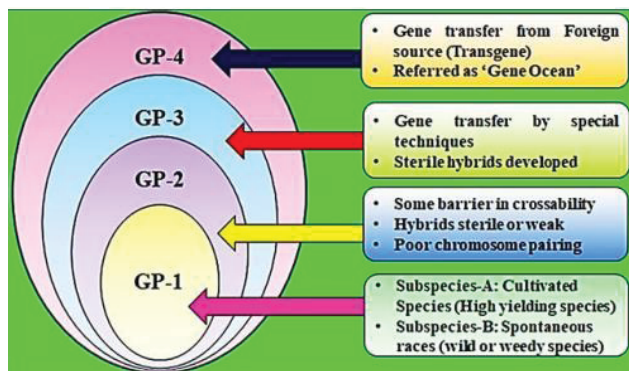 GP-4
GP-3
GP-2
GP-1
• Gene transfer from Foreign
source (Transgene)
• Referred as 'Gene Ocean'
• Gene transfer by special
techniques
• Sterile hybrids developed
• Some barrier in crossability
• Hybrids sterile or weak
• Poor chromosome pairing
• Subspecies-A: Cultivated
Species (High yielding species)
• Subspecies-B: Spontaneous
races (wild or weedy species)